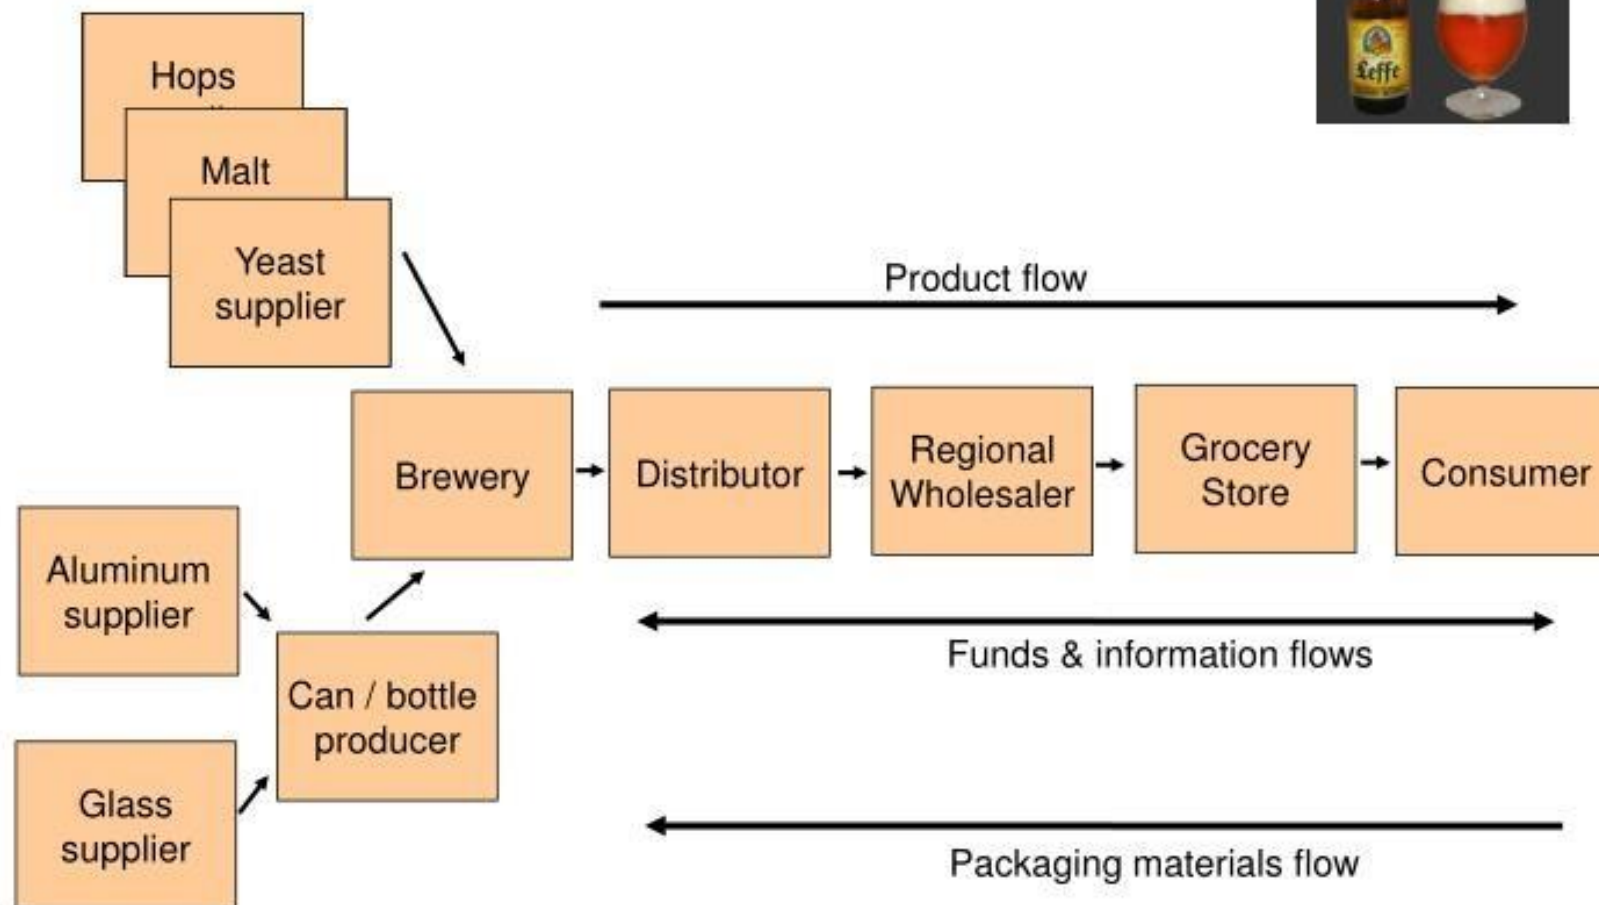 Hops
Malt
Yeast
supplier
Leffe
Product flow
Brewery
Distributor
Regional
Wholesaler
Grocery
Store
Consumer
Aluminum
supplier
Can / bottle
producer
Glass
supplier
Funds & information flows
Packaging materials flow